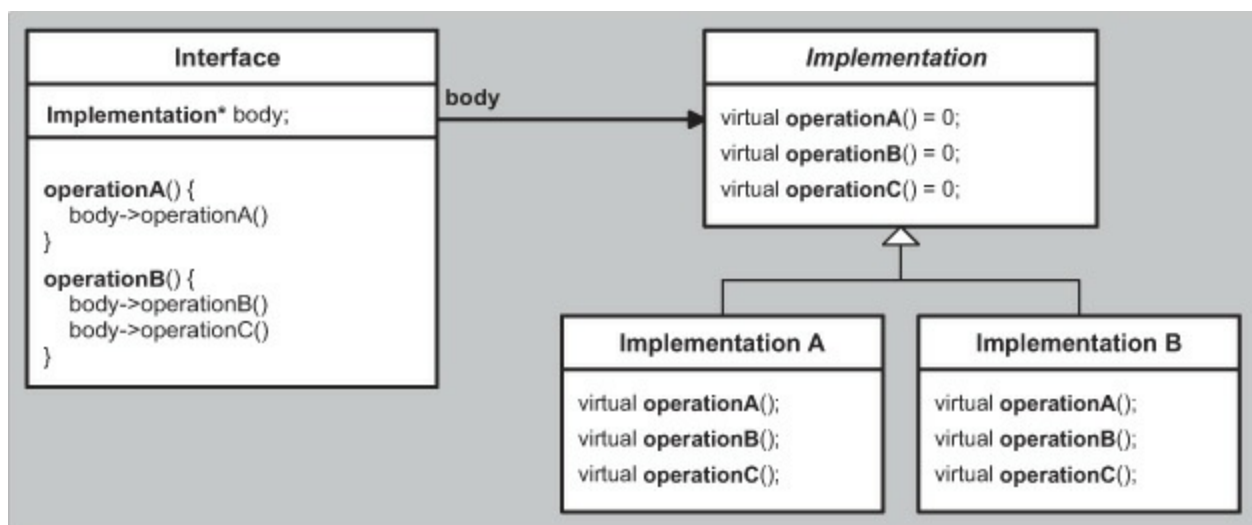 Interface
Implementation* body;
operationA() {
body->operationA()
}
operationB() {
body->operationB()
body->operationC()
}
body
Implementation
virtual operationA() = 0;
virtual operationB() = 0;
virtual operationC() = 0;
Implementation A
virtual operationA();
virtual operationB();
virtual operationC();
Implementation B
virtual operationA();
virtual operationB();
virtual operationC();